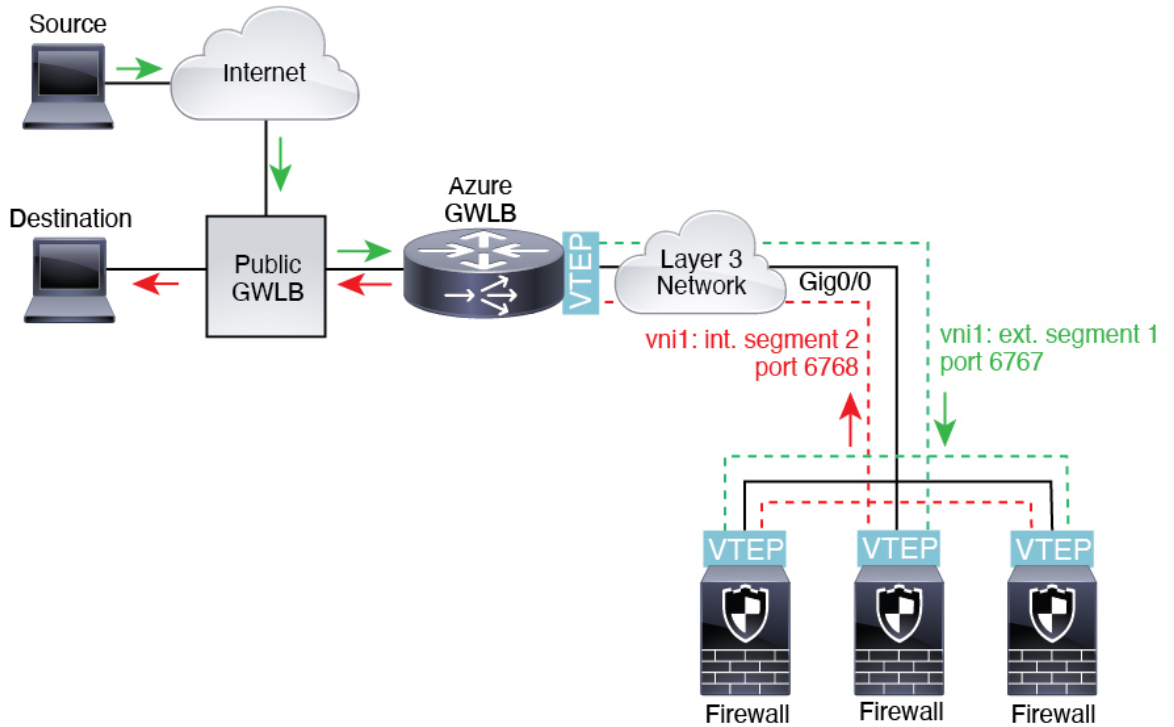 Source
Internet
Destination
Public
GWLB
Azure
GWLB
VTEP
Layer 3
Network
Gig0/0
vni1: int. segment 2
port 6768
vni1: ext. segment 1
port 6767
VTEP
VTEP
VTEP
Firewall
Firewall
Firewall